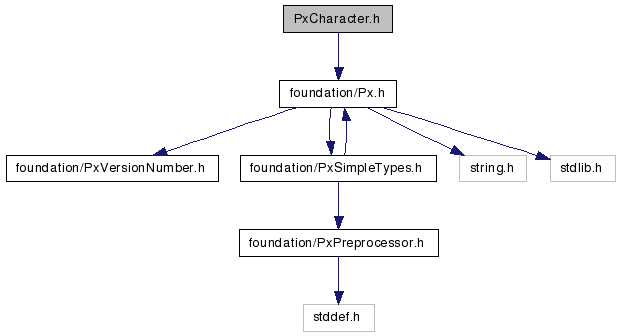 PxCharacter.h
foundation/Px.h
foundation/PxVersionNumber.h
foundation/PxSimpleTypes.h
string.h
stdlib.h
foundation/PxPreprocessor.h
stddef.h